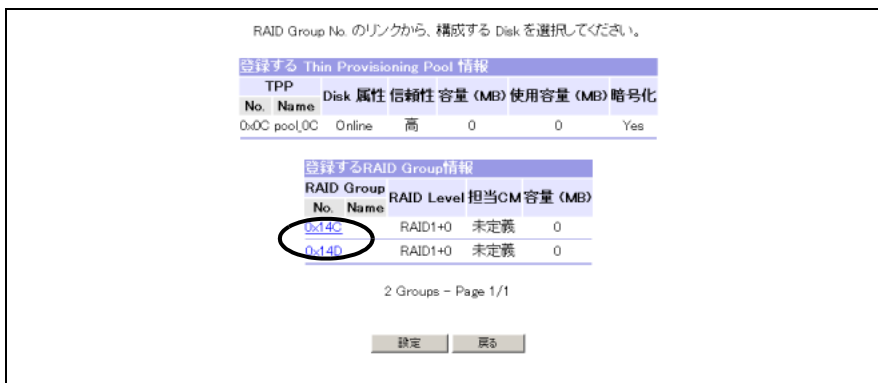 RAID Group No. のリンクから、構成する Disk を選択してください。
登録する Thin Provisioning Pool 情報
TPP Disk 属性 信頼性 容量 (MB) 使用容量 (MB) 暗号化
No. Name
0x0C pool_0C Online 高 0 0 Yes
登録するRAID Group情報
RAID Group RAID Level 担当CM 容量 (MB)
No. Name
0x14C RAID1+0 未定義 0
0x14D RAID1+0 未定義 0
2 Groups - Page 1/1
設定 戻る